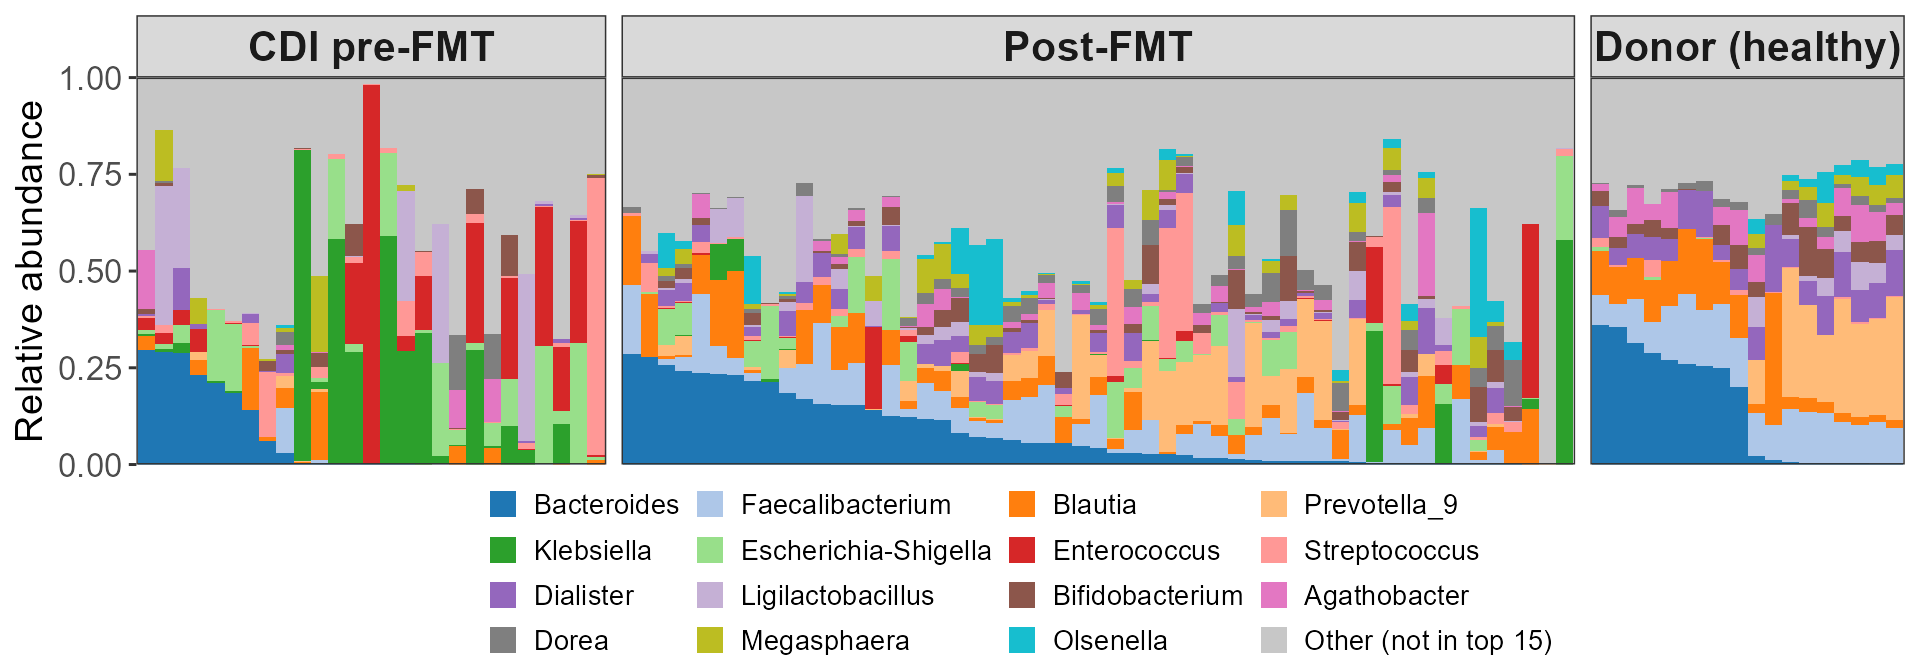 CDI pre-FMT
Post-FMT
Donor (healthy)
Relative abundance
1.00
0.75
0.50
0.25
0.00
Bacteroides Faecalibacterium Blautia Prevotella_9
Klebsiella Escherichia-Shigella Enterococcus Streptococcus
Dialister Ligilactobacillus Bifidobacterium Agathobacter
Dorea Megasphaera Olsenella Other (not in top 15)